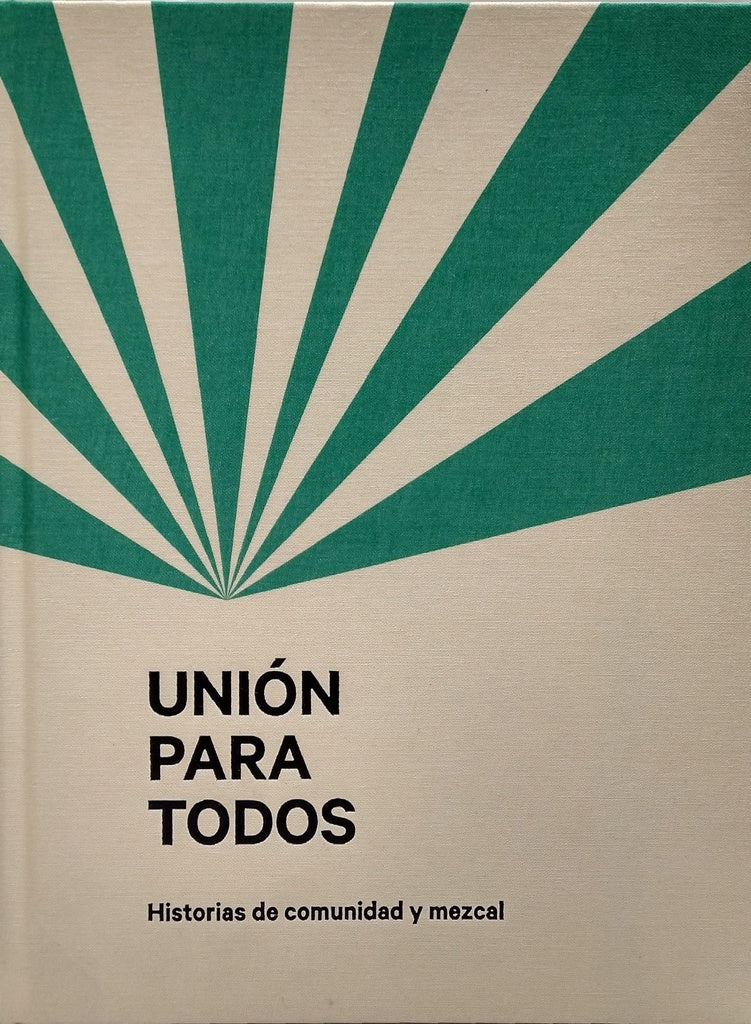 UNIÓN
PARA
TODOS
Historias de comunidad y mezcal